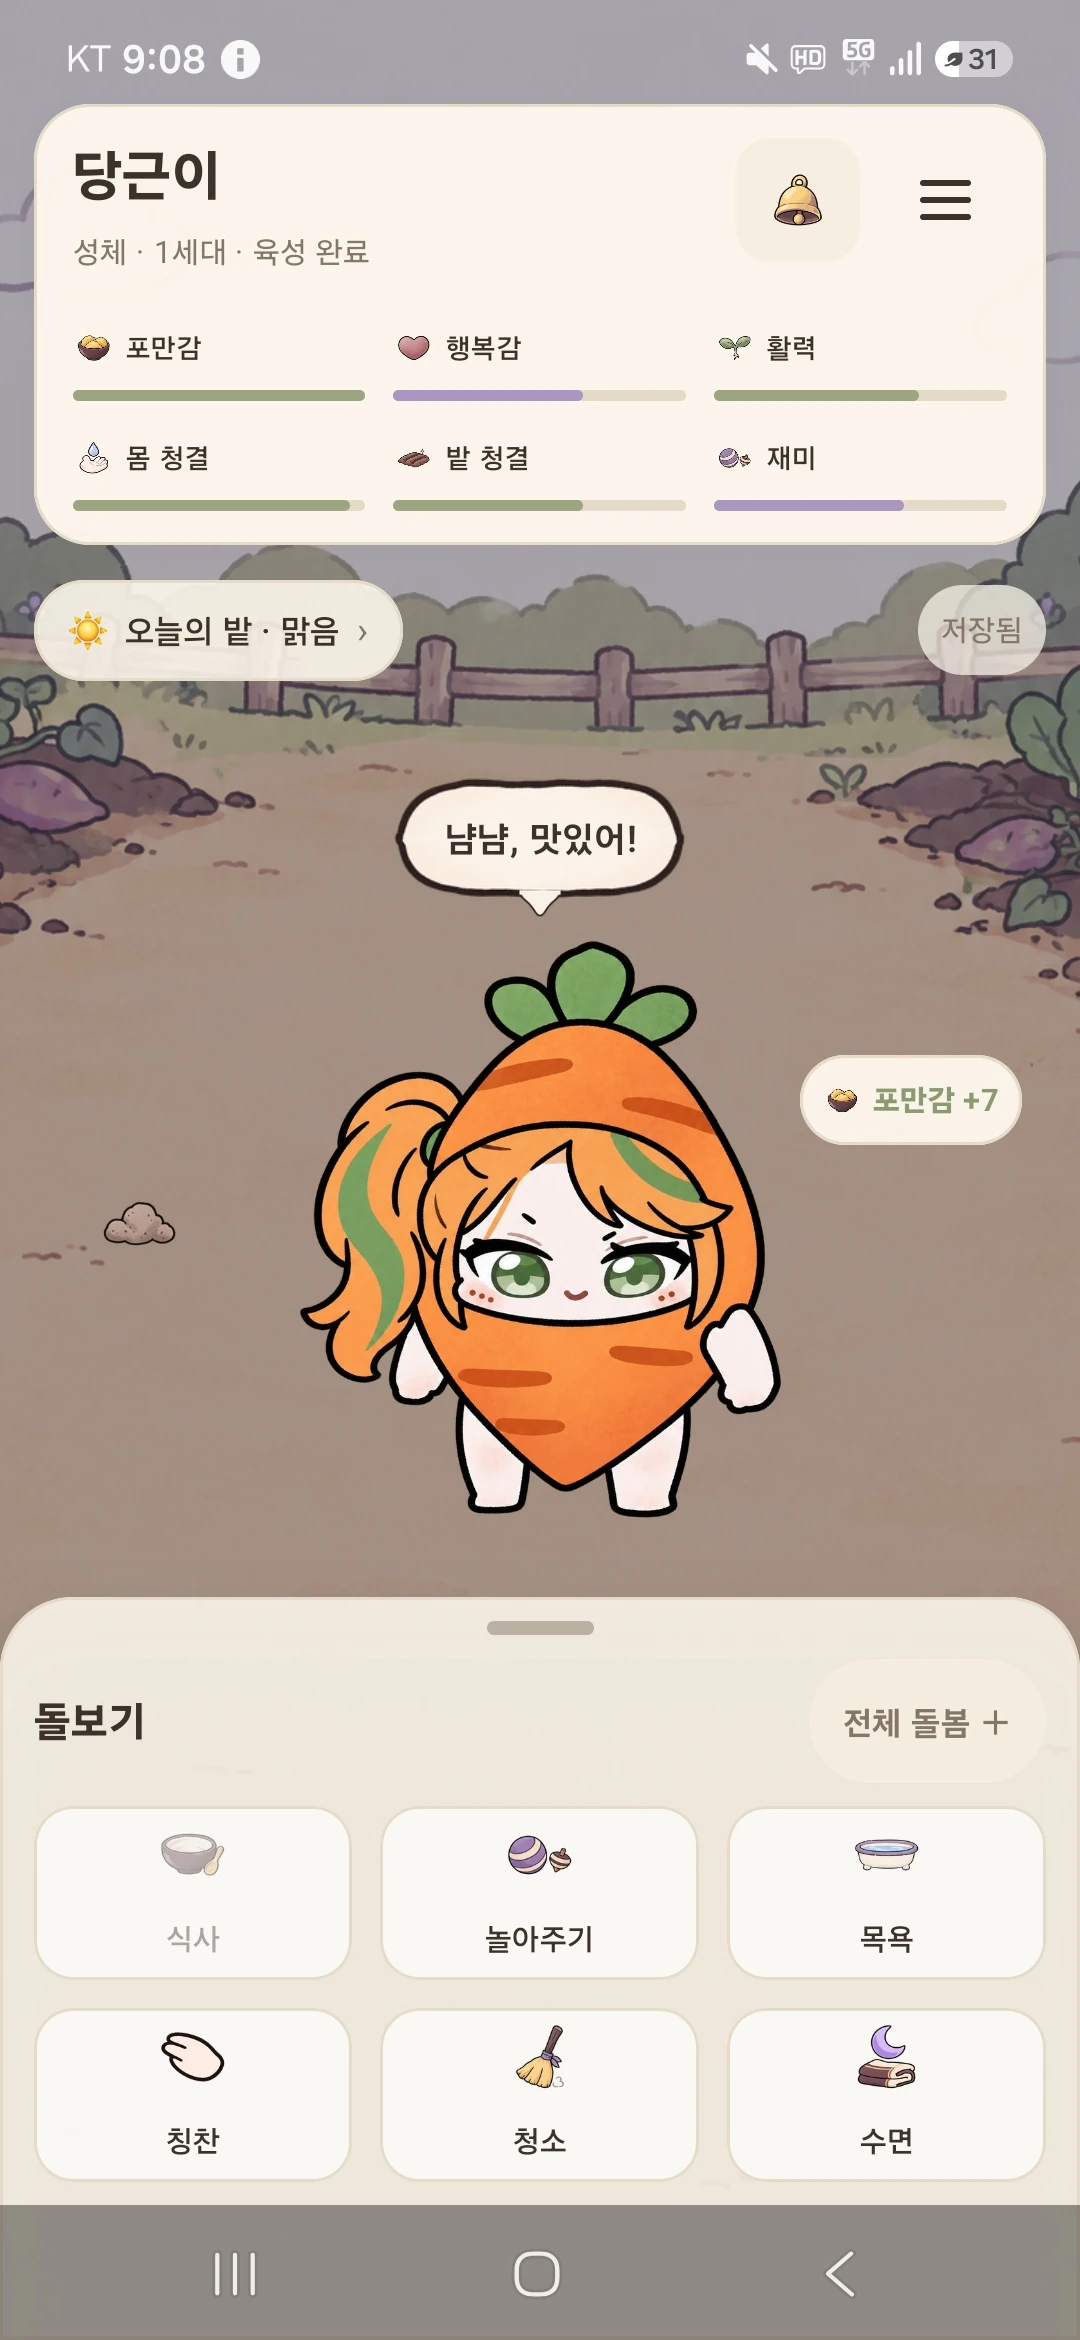 KT 9:08
HD 5G 31
당근이
성체 · 1세대 · 육성 완료
포만감 행복감 활력
몸 청결 밭 청결 재미
오늘의 밭 · 맑음 ›
저장됨
냠냠, 맛있어!
포만감 +7
돌보기
전체 돌봄 +
식사 놀아주기 목욕
칭찬 청소 수면